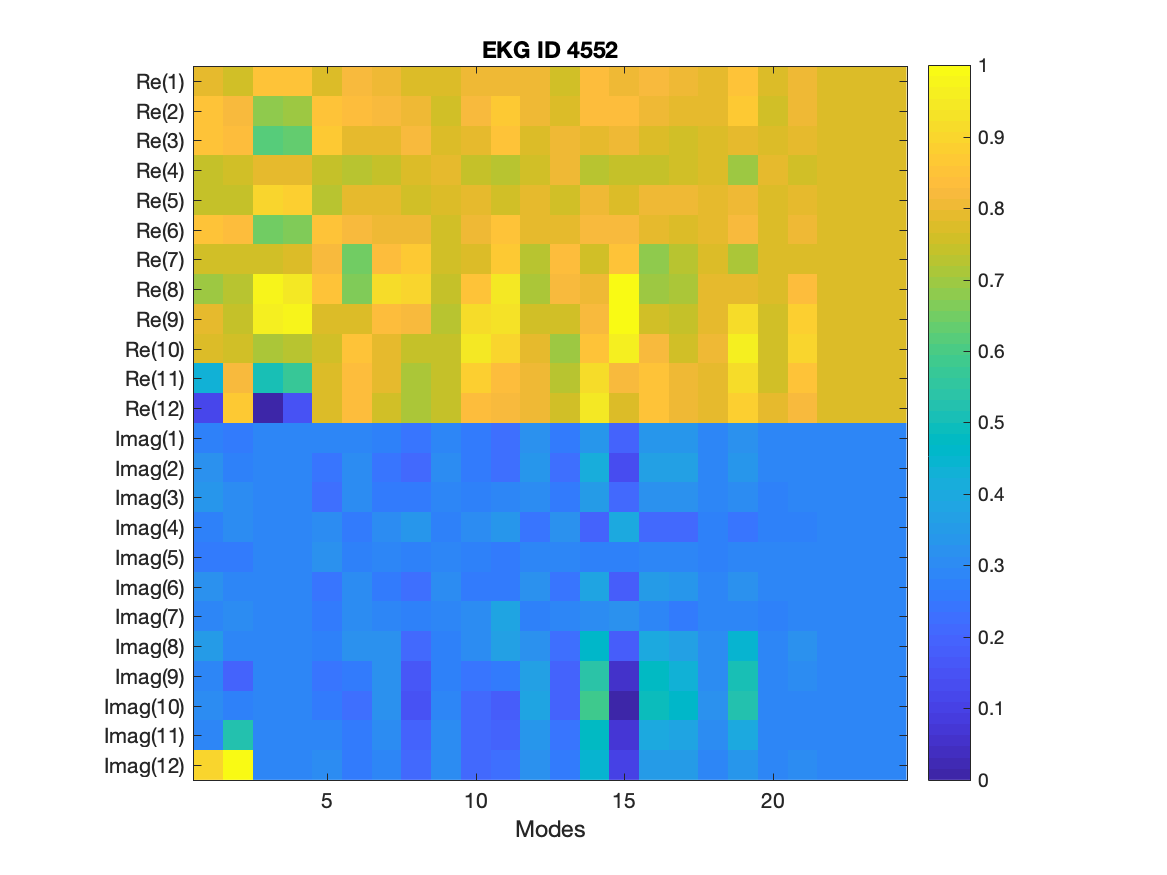 EKG ID 4552
Re(1)
Re(2)
Re(3)
Re(4)
Re(5)
Re(6)
Re(7)
Re(8)
Re(9)
Re(10)
Re(11)
Re(12)
Imag(1)
Imag(2)
Imag(3)
Imag(4)
Imag(5)
Imag(6)
Imag(7)
Imag(8)
Imag(9)
Imag(10)
Imag(11)
Imag(12)
5 10 15 20
Modes
1
0.9
0.8
0.7
0.6
0.5
0.4
0.3
0.2
0.1
0